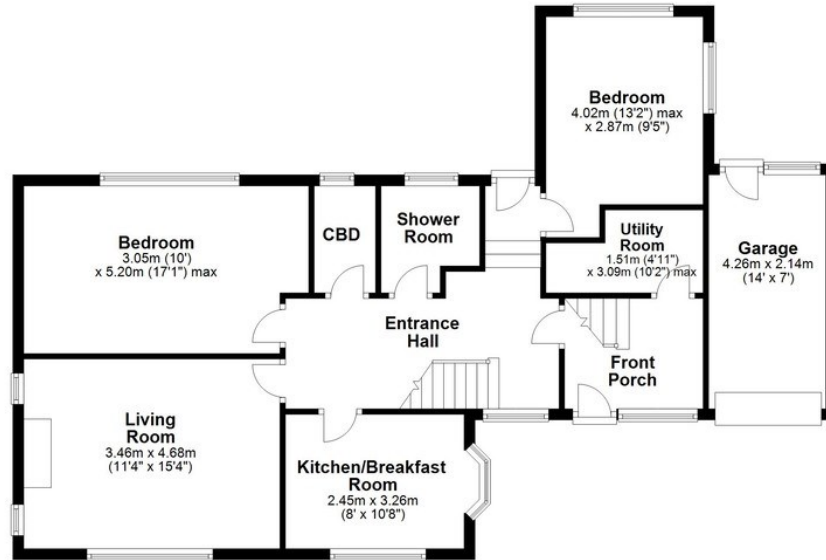 Bedroom
4.02m (13'2") max
x 2.87m (9'5")
Bedroom
3.05m (10')
x 5.20m (17'1") max
CBD
Shower
Room
Utility
Room
1.51m (4'11")
x 3.09m (10'2") max
Garage
4.26m x 2.14m
(14' x 7')
Entrance
Hall
Front
Porch
Living
Room
3.46m x 4.68m
(11'4" x 15'4")
Kitchen/Breakfast
Room
2.45m x 3.26m
(8' x 10'8")